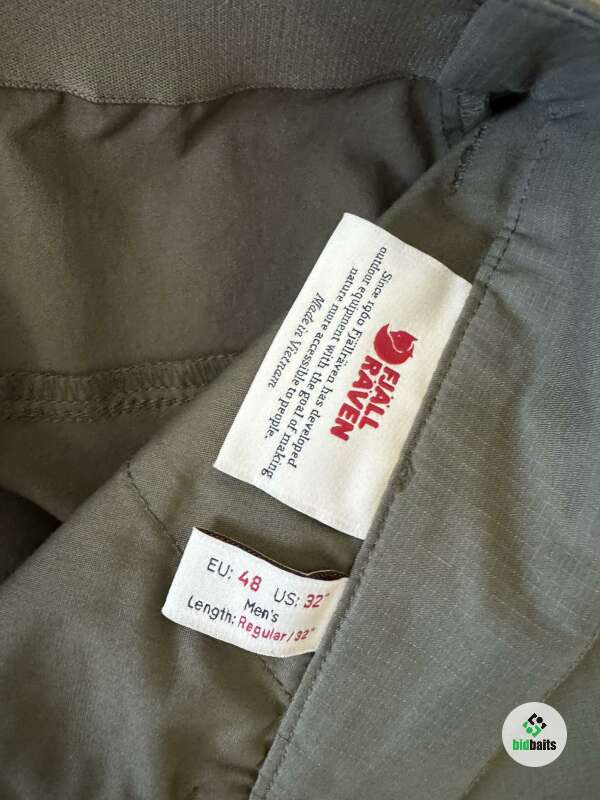 FJÄLL
RÄVEN
Since 1960 Fjällräven has developed
outdoor equipment with the goal of making
nature more accessible to people.
Made in Vietnam
EU: 48 US: 32"
Men's
Length: Regular/32"
bidbaits